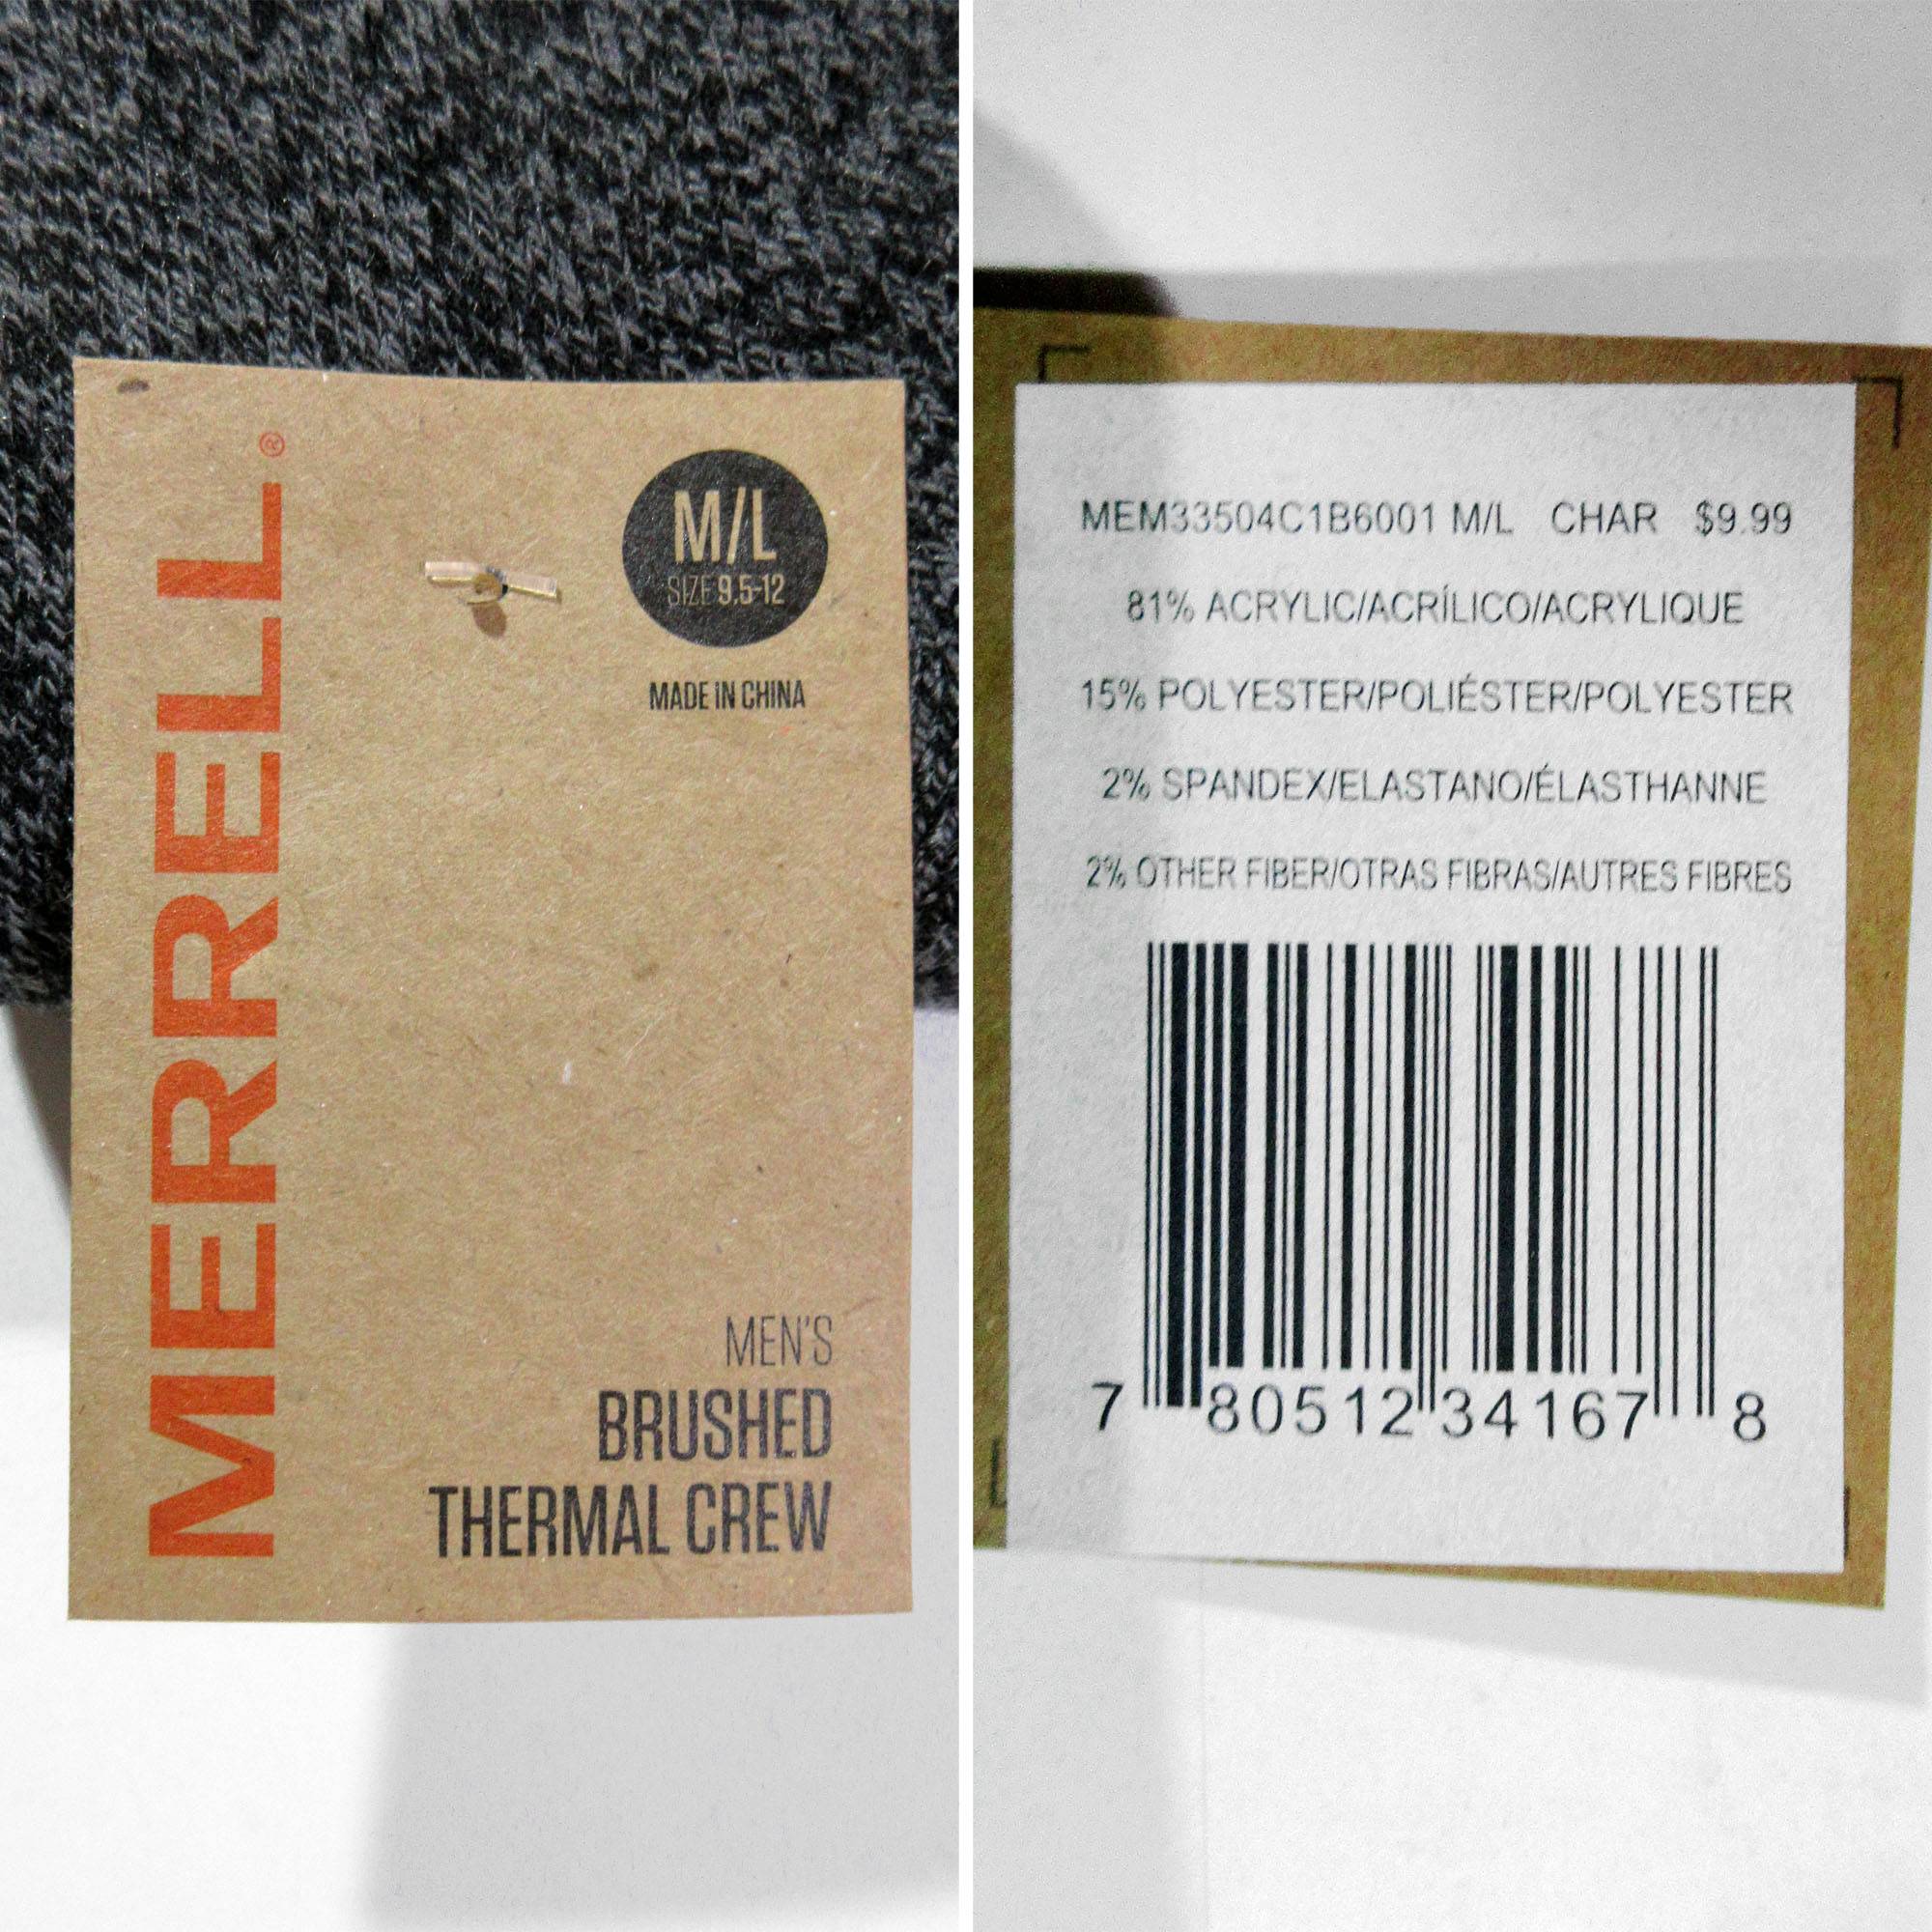 MERRELL®
M/L
SIZE 9.5-12
MADE IN CHINA
MEN'S
BRUSHED
THERMAL CREW
MEM33504C1B6001 M/L CHAR $9.99
81% ACRYLIC/ACRÍLICO/ACRYLIQUE
15% POLYESTER/POLIÉSTER/POLYESTER
2% SPANDEX/ELASTANO/ÉLASTHANNE
2% OTHER FIBER/OTRAS FIBRAS/AUTRES FIBRES
7 80512 34167 8